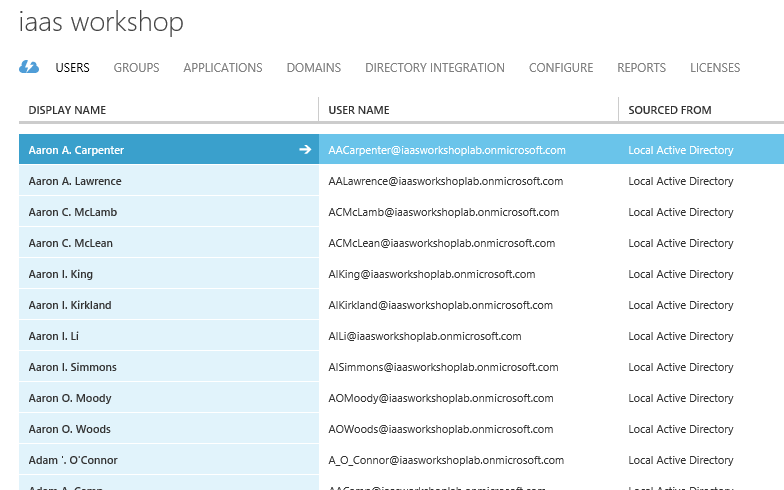 iaas workshop
USERS GROUPS APPLICATIONS DOMAINS DIRECTORY INTEGRATION CONFIGURE REPORTS LICENSES
DISPLAY NAME USER NAME SOURCED FROM
Aaron A. Carpenter AACarpenter@iaasworkshoplab.onmicrosoft.com Local Active Directory
Aaron A. Lawrence AALawrence@iaasworkshoplab.onmicrosoft.com Local Active Directory
Aaron C. McLamb ACMcLamb@iaasworkshoplab.onmicrosoft.com Local Active Directory
Aaron C. McLean ACMcLean@iaasworkshoplab.onmicrosoft.com Local Active Directory
Aaron I. King AIKing@iaasworkshoplab.onmicrosoft.com Local Active Directory
Aaron I. Kirkland AIKirkland@iaasworkshoplab.onmicrosoft.com Local Active Directory
Aaron I. Li AILi@iaasworkshoplab.onmicrosoft.com Local Active Directory
Aaron I. Simmons AISimmons@iaasworkshoplab.onmicrosoft.com Local Active Directory
Aaron O. Moody AOMoody@iaasworkshoplab.onmicrosoft.com Local Active Directory
Aaron O. Woods AOWoods@iaasworkshoplab.onmicrosoft.com Local Active Directory
Adam '. O'Connor A_O_Connor@iaasworkshoplab.onmicrosoft.com Local Active Directory